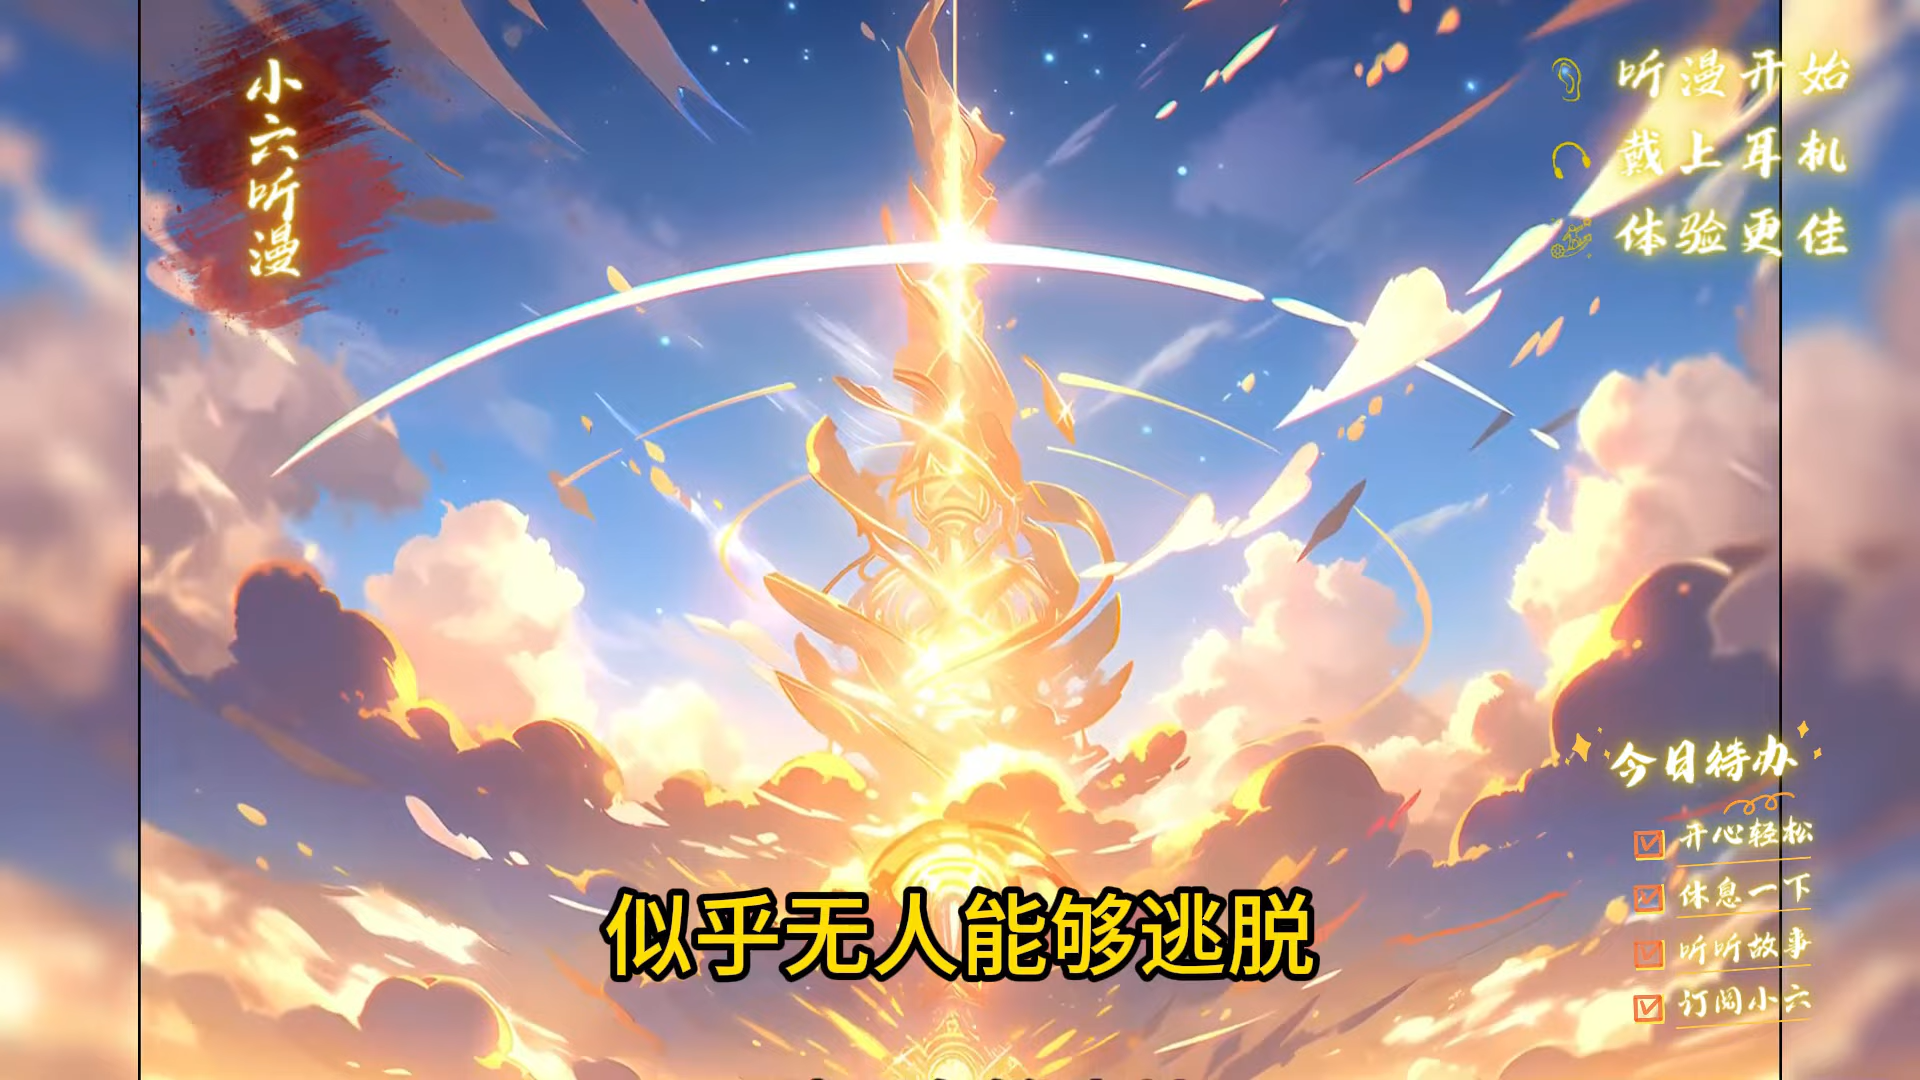 小六听漫
听漫开始
戴上耳机
体验更佳
今日待办
开心轻松
休息一下
听听故事
订阅小六
似乎无人能够逃脱